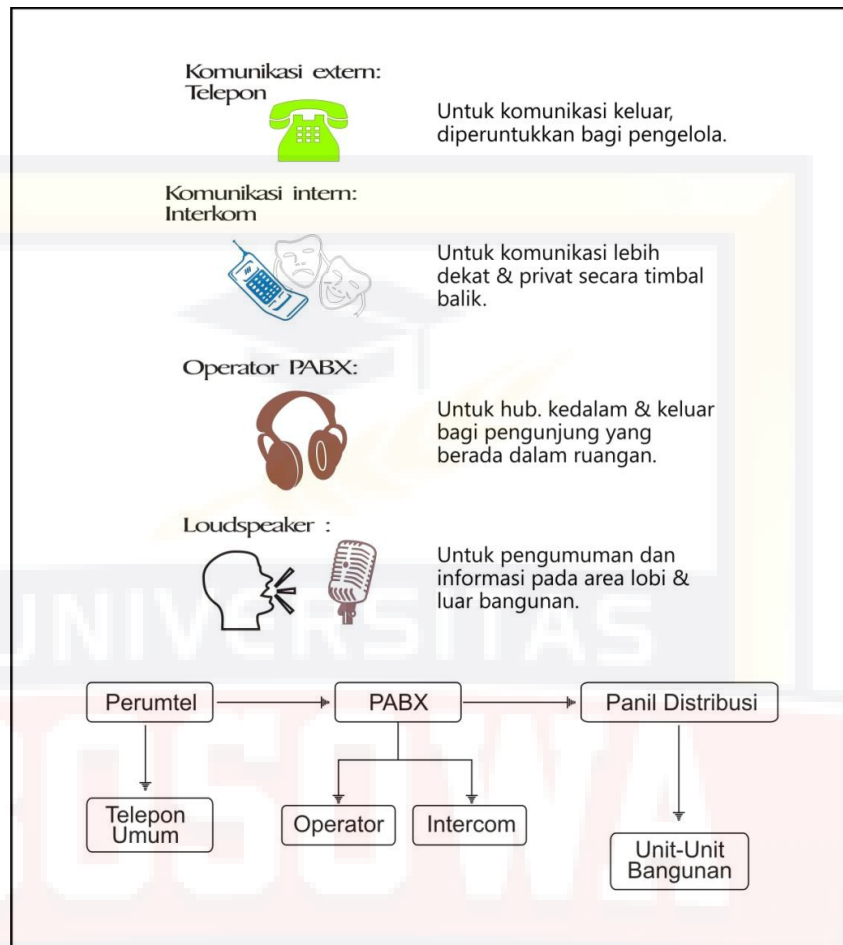 Komunikasi extern:
Telepon
Untuk komunikasi keluar,
diperuntukkan bagi pengelola.
Komunikasi intern:
Interkom
Untuk komunikasi lebih
dekat & privat secara timbal
balik.
Operator PABX:
Untuk hub. kedalam & keluar
bagi pengunjung yang
berada dalam ruangan.
Loudspeaker :
Untuk pengumuman dan
informasi pada area lobi &
luar bangunan.
UNIVERSITAS
BOSOWA
Perumtel
PABX
Panil Distribusi
Telepon
Umum
Operator
Intercom
Unit-Unit
Bangunan